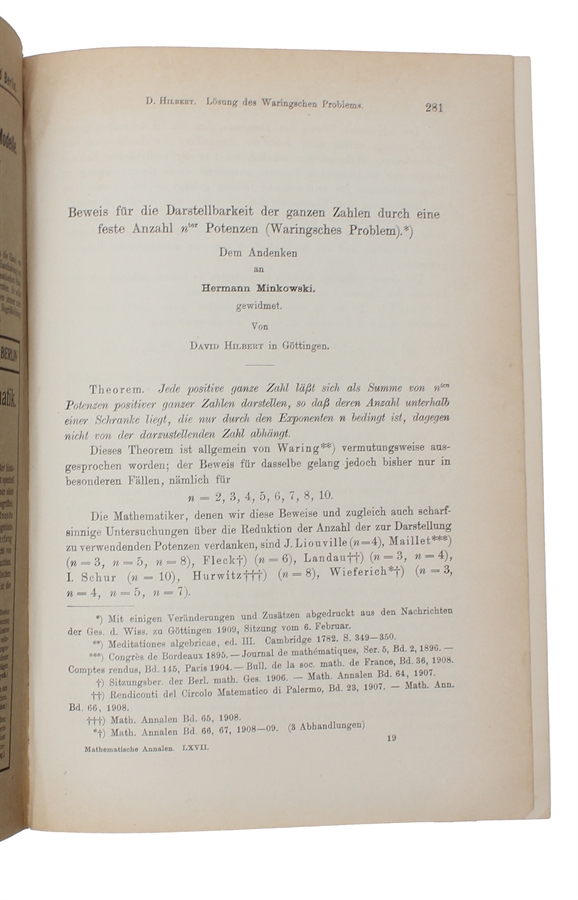 D. HILBERT. Lösung des Waringschen Problems.
281
Beweis für die Darstellbarkeit der ganzen Zahlen durch eine
feste Anzahl nter Potenzen (Waringsches Problem).*)
Dem Andenken
an
Hermann Minkowski.
gewidmet.
Von
DAVID HILBERT in Göttingen.
Theorem. Jede positive ganze Zahl läßt sich als Summe von nten
Potenzen positiver ganzer Zahlen darstellen, so daß deren Anzahl unterhalb
einer Schranke liegt, die nur durch den Exponenten n bedingt ist, dagegen
nicht von der darzustellenden Zahl abhängt.
Dieses Theorem ist allgemein von Waring**) vermutungsweise aus-
gesprochen worden; der Beweis für dasselbe gelang jedoch bisher nur in
besonderen Fällen, nämlich für
n = 2, 3, 4, 5, 6, 7, 8, 10.
Die Mathematiker, denen wir diese Beweise und zugleich auch scharf-
sinnige Untersuchungen über die Reduktion der Anzahl der zur Darstellung
zu verwendenden Potenzen verdanken, sind J. Liouville (n=4), Maillet***)
(n = 3, n = 5, n = 8), Fleck†) (n = 6), Landau††) (n = 3, n = 4),
I. Schur (n = 10), Hurwitz†††) (n = 8), Wieferich*†) (n = 3,
n = 4, n = 5, n = 7).
*) Mit einigen Veränderungen und Zusätzen abgedruckt aus den Nachrichten
der Ges. d. Wiss. zu Göttingen 1909, Sitzung vom 6. Februar.
**) Meditationes algebricae, ed. III. Cambridge 1782. S. 349—350.
***) Congrès de Bordeaux 1895. — Journal de mathématiques, Ser. 5, Bd. 2, 1896. —
Comptes rendus, Bd. 145, Paris 1904. — Bull. de la soc. math. de France, Bd. 36, 1908.
†) Sitzungsber. der Berl. math. Ges. 1906. — Math. Annalen Bd. 64, 1907.
††) Rendiconti del Circolo Matematico di Palermo, Bd. 23, 1907. — Math. Ann.
Bd. 66, 1908.
†††) Math. Annalen Bd. 65, 1908.
*†) Math. Annalen Bd. 66, 67, 1908—09. (3 Abhandlungen)
Mathematische Annalen. LXVII.
19
Berlin
Modelle.
BERLIN